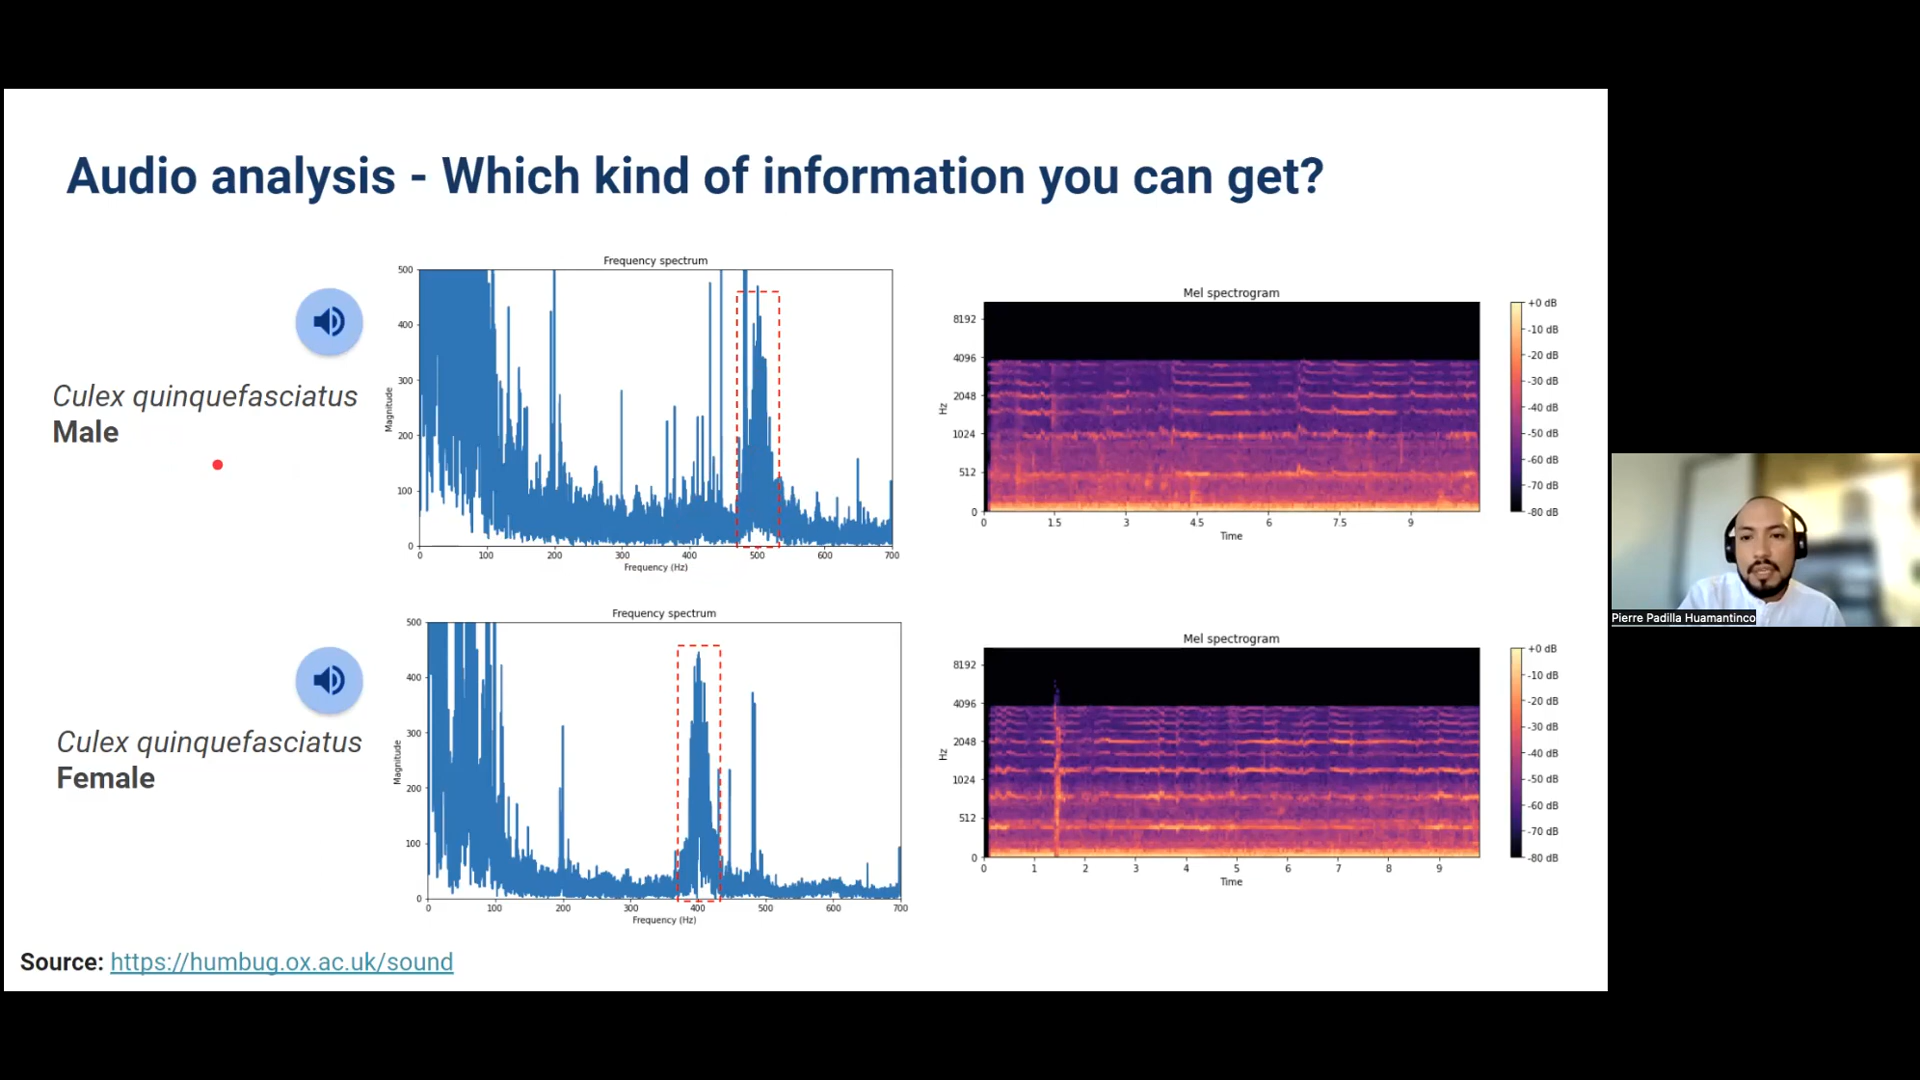 Audio analysis - Which kind of information you can get?
Culex quinquefasciatus
Male
Frequency spectrum
500
400
300
200
100
0
Magnitude
0 100 200 300 400 500 600 700
Frequency (Hz)
Mel spectrogram
8192
4096
2048
1024
512
0
Hz
0 1.5 3 4.5 6 7.5 9
Time
+0 dB
-10 dB
-20 dB
-30 dB
-40 dB
-50 dB
-60 dB
-70 dB
-80 dB
Pierre Padilla Huamantinco
Culex quinquefasciatus
Female
Frequency spectrum
500
400
300
200
100
0
Magnitude
0 100 200 300 400 500 600 700
Frequency (Hz)
Mel spectrogram
8192
4096
2048
1024
512
0
Hz
0 1 2 3 4 5 6 7 8 9
Time
+0 dB
-10 dB
-20 dB
-30 dB
-40 dB
-50 dB
-60 dB
-70 dB
-80 dB
Source: https://humbug.ox.ac.uk/sound